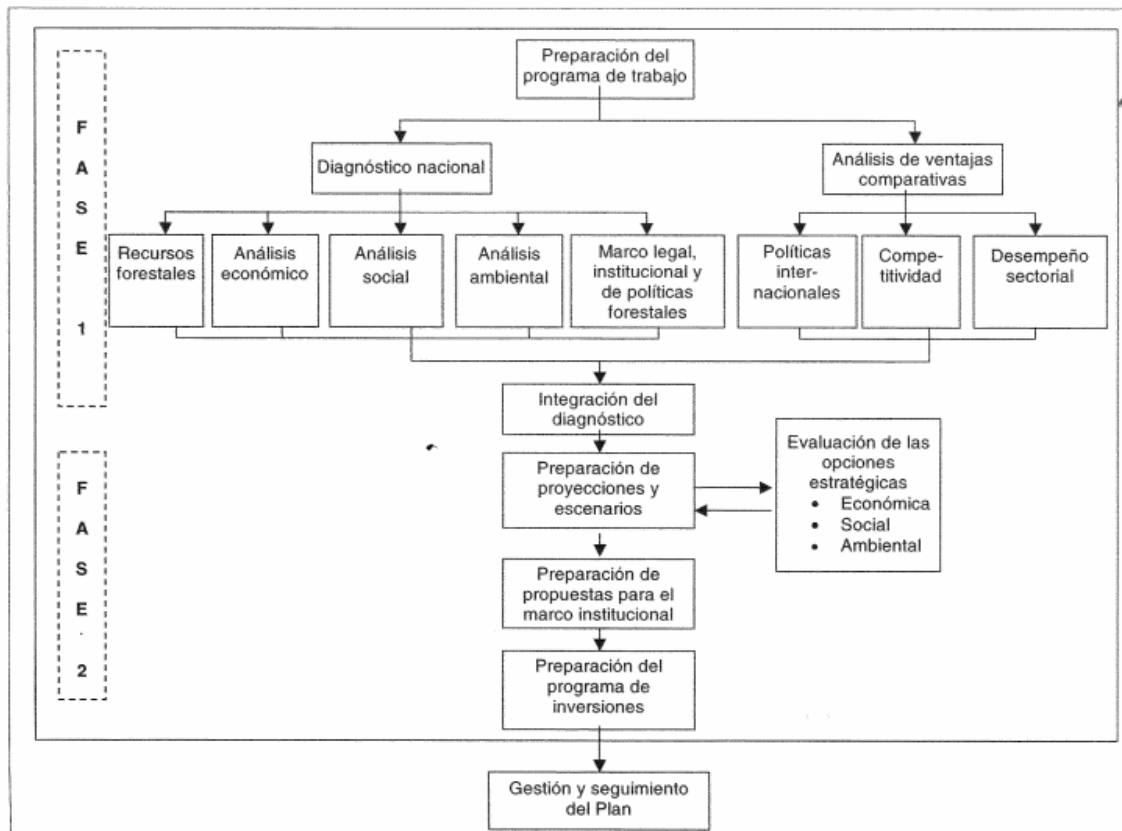 Preparación del
programa de trabajo
F
A
S
E
1
Diagnóstico nacional
Análisis de ventajas
comparativas
Recursos
forestales
Análisis
económico
Análisis
social
Análisis
ambiental
Marco legal,
institucional y
de políticas
forestales
Políticas
inter-
nacionales
Compe-
titividad
Desempeño
sectorial
Integración del
diagnóstico
F
A
S
E
2
Preparación de
proyecciones y
escenarios
Evaluación de las
opciones
estratégicas
• Económica
• Social
• Ambiental
Preparación de
propuestas para el
marco institucional
Preparación del
programa de
inversiones
Gestión y seguimiento
del Plan